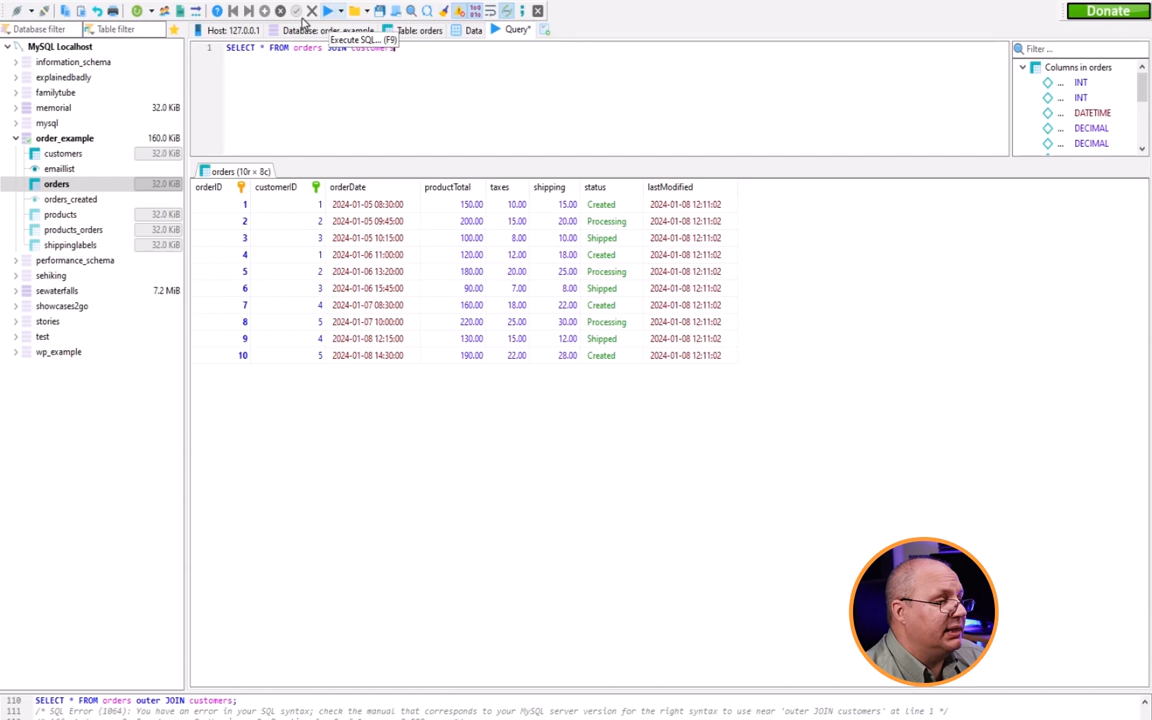 Donate
Database filter
Table filter
Host: 127.0.0.1
Database: order_example
Table: orders
Data
Query*
Execute SQL... (F9)
MySQL Localhost
information_schema
explainedbadly
familytube
memorial 32.0 KiB
mysql
order_example 160.0 KiB
customers 32.0 KiB
emaillist
orders 32.0 KiB
orders_created
products 32.0 KiB
products_orders 32.0 KiB
shippinglabels 32.0 KiB
performance_schema
sehiking
sewaterfalls 7.2 MiB
showcases2go
stories
test
wp_example
1 SELECT * FROM orders JOIN customers
Filter ...
Columns in orders
... INT
... INT
... DATETIME
... DECIMAL
... DECIMAL
orders (10r × 8c)
orderID customerID orderDate productTotal taxes shipping status lastModified
1 1 2024-01-05 08:30:00 150.00 10.00 15.00 Created 2024-01-08 12:11:02
2 2 2024-01-05 09:45:00 200.00 15.00 20.00 Processing 2024-01-08 12:11:02
3 3 2024-01-05 10:15:00 100.00 8.00 10.00 Shipped 2024-01-08 12:11:02
4 1 2024-01-06 11:00:00 120.00 12.00 18.00 Created 2024-01-08 12:11:02
5 2 2024-01-06 13:20:00 180.00 20.00 25.00 Processing 2024-01-08 12:11:02
6 3 2024-01-06 15:45:00 90.00 7.00 8.00 Shipped 2024-01-08 12:11:02
7 4 2024-01-07 08:30:00 160.00 18.00 22.00 Created 2024-01-08 12:11:02
8 5 2024-01-07 10:00:00 220.00 25.00 30.00 Processing 2024-01-08 12:11:02
9 4 2024-01-08 12:15:00 130.00 15.00 12.00 Shipped 2024-01-08 12:11:02
10 5 2024-01-08 14:30:00 190.00 22.00 28.00 Created 2024-01-08 12:11:02
110 SELECT * FROM orders outer JOIN customers;
111 /* SQL Error (1064): You have an error in your SQL syntax; check the manual that corresponds to your MySQL server version for the right syntax to use near 'outer JOIN customers' at line 1 */